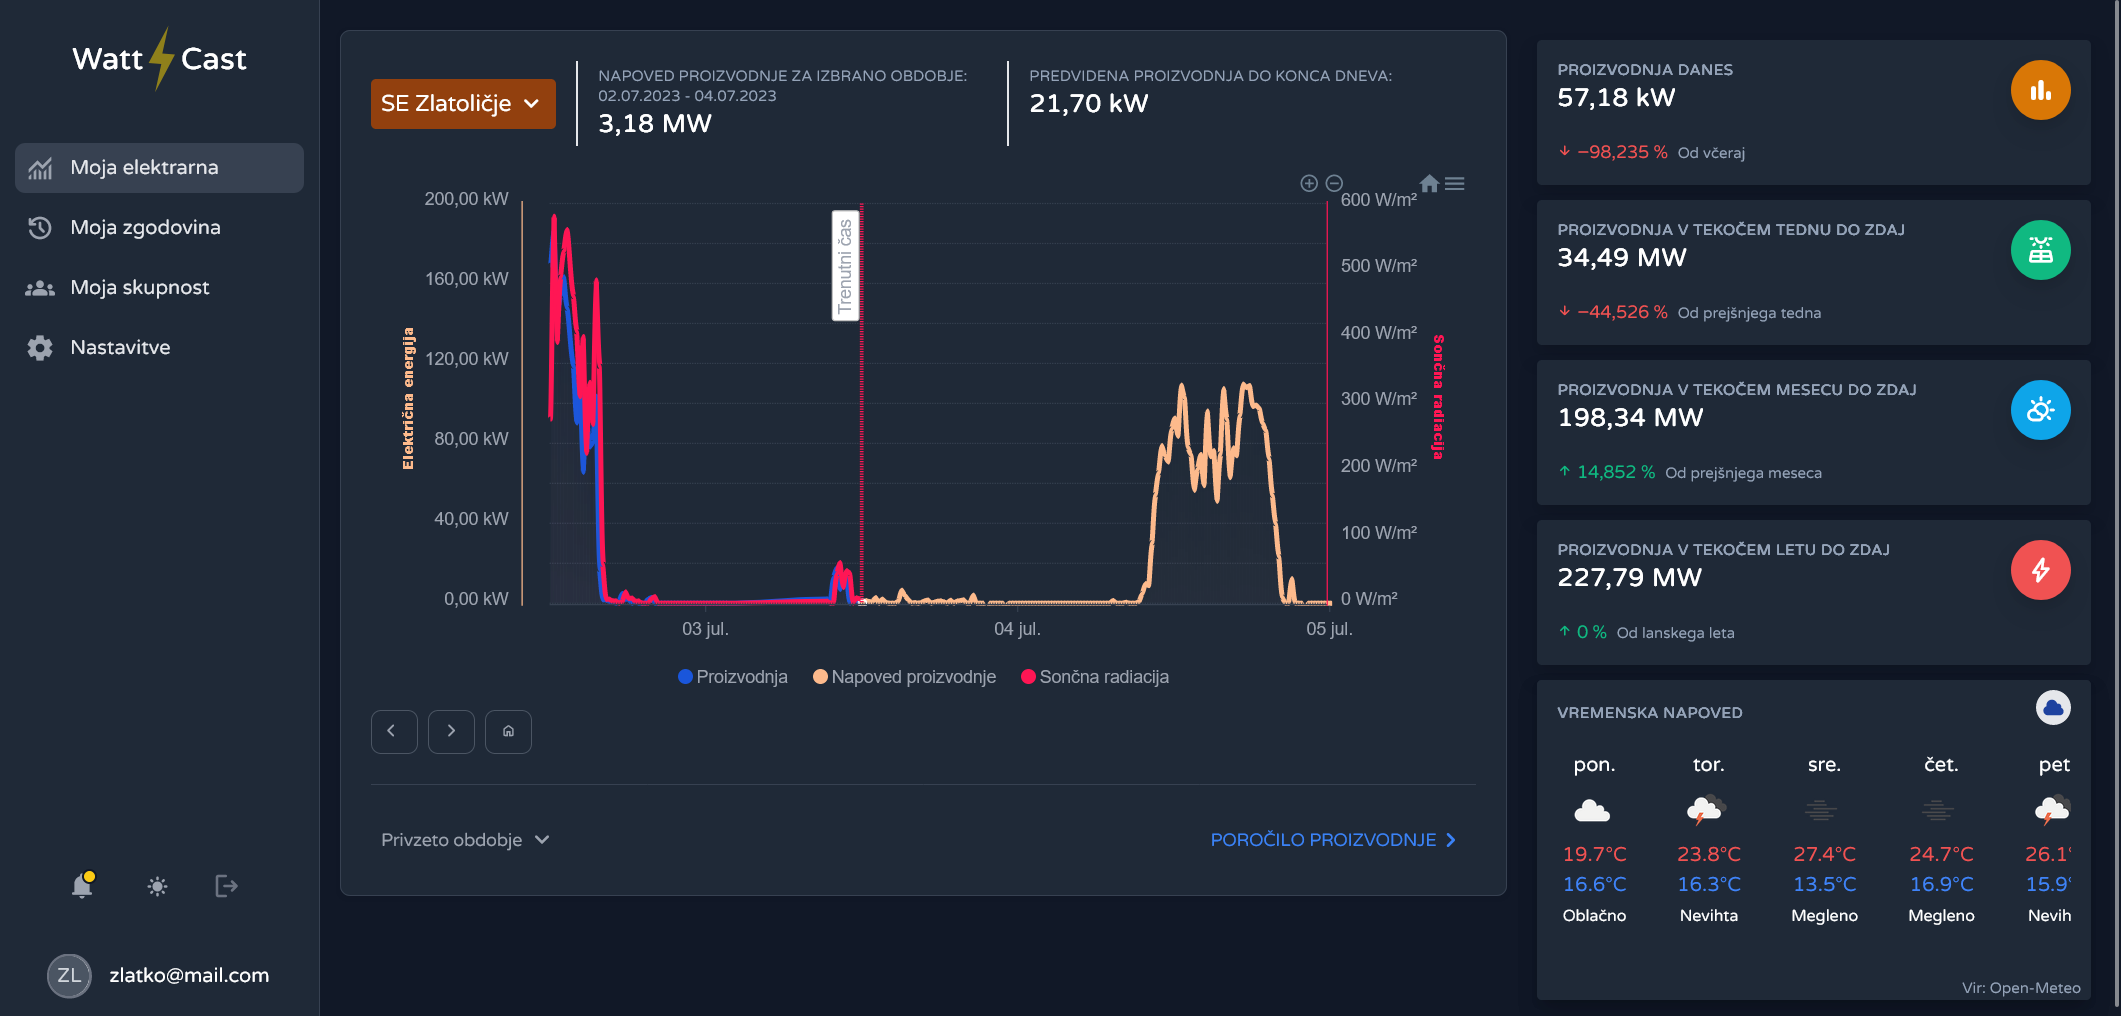 Watt Cast
Moja elektrarna
Moja zgodovina
Moja skupnost
Nastavitve
ZL
zlatko@mail.com
SE Zlatoličje
NAPOVED PROIZVODNJE ZA IZBRANO OBDOBJE:
02.07.2023 - 04.07.2023
3,18 MW
PREDVIDENA PROIZVODNJA DO KONCA DNEVA:
21,70 kW
Električna energija
200,00 kW
160,00 kW
120,00 kW
80,00 kW
40,00 kW
0,00 kW
Trenutni čas
600 W/m²
500 W/m²
400 W/m²
300 W/m²
200 W/m²
100 W/m²
0 W/m²
Sončna radiacija
03 jul.
04 jul.
05 jul.
Proizvodnja
Napoved proizvodnje
Sončna radiacija
Privzeto obdobje
POROČILO PROIZVODNJE
PROIZVODNJA DANES
57,18 kW
−98,235 % Od včeraj
PROIZVODNJA V TEKOČEM TEDNU DO ZDAJ
34,49 MW
−44,526 % Od prejšnjega tedna
PROIZVODNJA V TEKOČEM MESECU DO ZDAJ
198,34 MW
14,852 % Od prejšnjega meseca
PROIZVODNJA V TEKOČEM LETU DO ZDAJ
227,79 MW
0 % Od lanskega leta
VREMENSKA NAPOVED
pon. tor. sre. čet. pet
19.7°C 23.8°C 27.4°C 24.7°C 26.1°
16.6°C 16.3°C 13.5°C 16.9°C 15.9°
Oblačno Nevihta Megleno Megleno Nevih
Vir: Open-Meteo